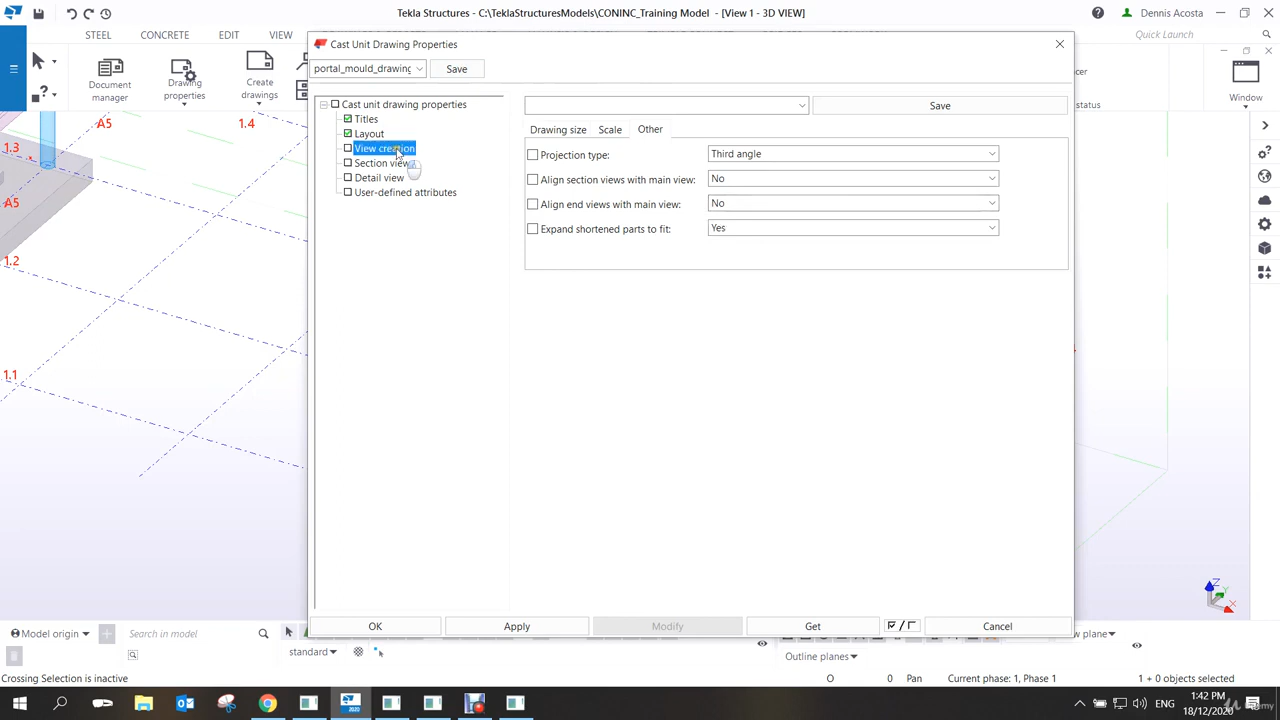 Tekla Structures - C:\TeklaStructuresModels\CONINC_Training Model - [View 1 - 3D VIEW]
Dennis Acosta
STEEL
CONCRETE
EDIT
VIEW
Quick Launch
Document manager
Drawing properties
Create drawings
Window
status
Cast Unit Drawing Properties
portal_mould_drawing
Save
Cast unit drawing properties
Titles
Layout
View creation
Section view
Detail view
User-defined attributes
Save
Drawing size
Scale
Other
Projection type:
Third angle
Align section views with main view:
No
Align end views with main view:
No
Expand shortened parts to fit:
Yes
OK
Apply
Modify
Get
Cancel
A5
1.4
1.3
A5
1.2
1.1
Z
Y
X
Model origin
Search in model
standard
Outline planes
w plane
Crossing Selection is inactive
O
0
Pan
Current phase: 1, Phase 1
1 + 0 objects selected
2020
ENG
1:42 PM
18/12/2020